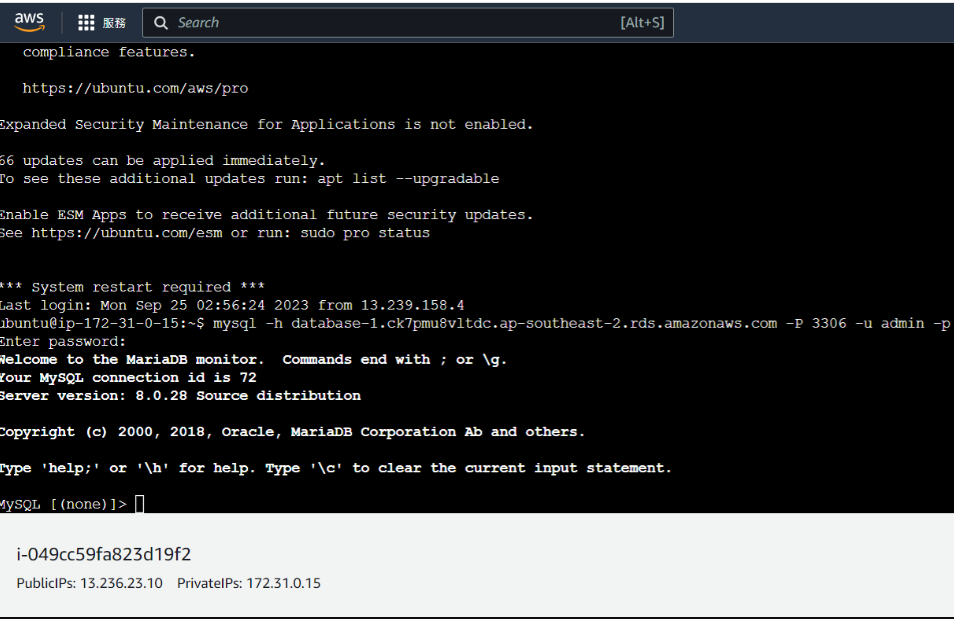 aws
服務
Search
[Alt+S]
compliance features.
https://ubuntu.com/aws/pro
Expanded Security Maintenance for Applications is not enabled.
66 updates can be applied immediately.
To see these additional updates run: apt list --upgradable
Enable ESM Apps to receive additional future security updates.
See https://ubuntu.com/esm or run: sudo pro status
*** System restart required ***
Last login: Mon Sep 25 02:56:24 2023 from 13.239.158.4
ubuntu@ip-172-31-0-15:~$ mysql -h database-1.ck7pmu8vltdc.ap-southeast-2.rds.amazonaws.com -P 3306 -u admin -p
Enter password:
Welcome to the MariaDB monitor.  Commands end with ; or \g.
Your MySQL connection id is 72
Server version: 8.0.28 Source distribution
Copyright (c) 2000, 2018, Oracle, MariaDB Corporation Ab and others.
Type 'help;' or '\h' for help. Type '\c' to clear the current input statement.
MySQL [(none)]>
i-049cc59fa823d19f2
PublicIPs: 13.236.23.10 PrivateIPs: 172.31.0.15